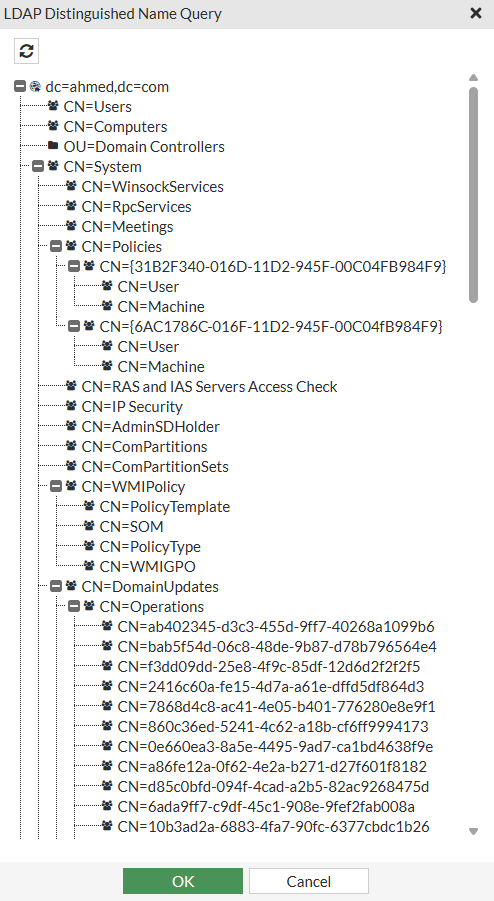 LDAP Distinguished Name Query
dc=ahmed,dc=com
CN=Users
CN=Computers
OU=Domain Controllers
CN=System
CN=WinsockServices
CN=RpcServices
CN=Meetings
CN=Policies
CN={31B2F340-016D-11D2-945F-00C04FB984F9}
CN=User
CN=Machine
CN={6AC1786C-016F-11D2-945F-00C04fB984F9}
CN=User
CN=Machine
CN=RAS and IAS Servers Access Check
CN=IP Security
CN=AdminSDHolder
CN=ComPartitions
CN=ComPartitionSets
CN=WMIPolicy
CN=PolicyTemplate
CN=SOM
CN=PolicyType
CN=WMIGPO
CN=DomainUpdates
CN=Operations
CN=ab402345-d3c3-455d-9ff7-40268a1099b6
CN=bab5f54d-06c8-48de-9b87-d78b796564e4
CN=f3dd09dd-25e8-4f9c-85df-12d6d2f2f2f5
CN=2416c60a-fe15-4d7a-a61e-dffd5df864d3
CN=7868d4c8-ac41-4e05-b401-776280e8e9f1
CN=860c36ed-5241-4c62-a18b-cf6ff9994173
CN=0e660ea3-8a5e-4495-9ad7-ca1bd4638f9e
CN=a86fe12a-0f62-4e2a-b271-d27f601f8182
CN=d85c0bfd-094f-4cad-a2b5-82ac9268475d
CN=6ada9ff7-c9df-45c1-908e-9fef2fab008a
CN=10b3ad2a-6883-4fa7-90fc-6377cbdc1b26
OK
Cancel